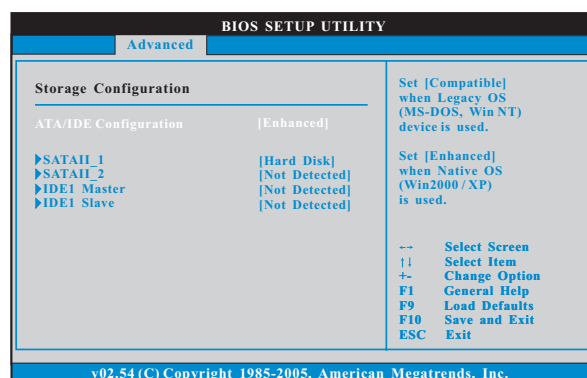 BIOS SETUP UTILITY
Advanced
Storage Configuration
ATA/IDE Configuration [Enhanced]
SATAII_1 [Hard Disk]
SATAII_2 [Not Detected]
IDE1 Master [Not Detected]
IDE1 Slave [Not Detected]
Set [Compatible]
when Legacy OS
(MS-DOS, Win NT)
device is used.
Set [Enhanced]
when Native OS
(Win2000 / XP)
is used.
←→ Select Screen
↑↓ Select Item
+- Change Option
F1 General Help
F9 Load Defaults
F10 Save and Exit
ESC Exit
v02.54 (C) Copyright 1985-2005, American Megatrends, Inc.